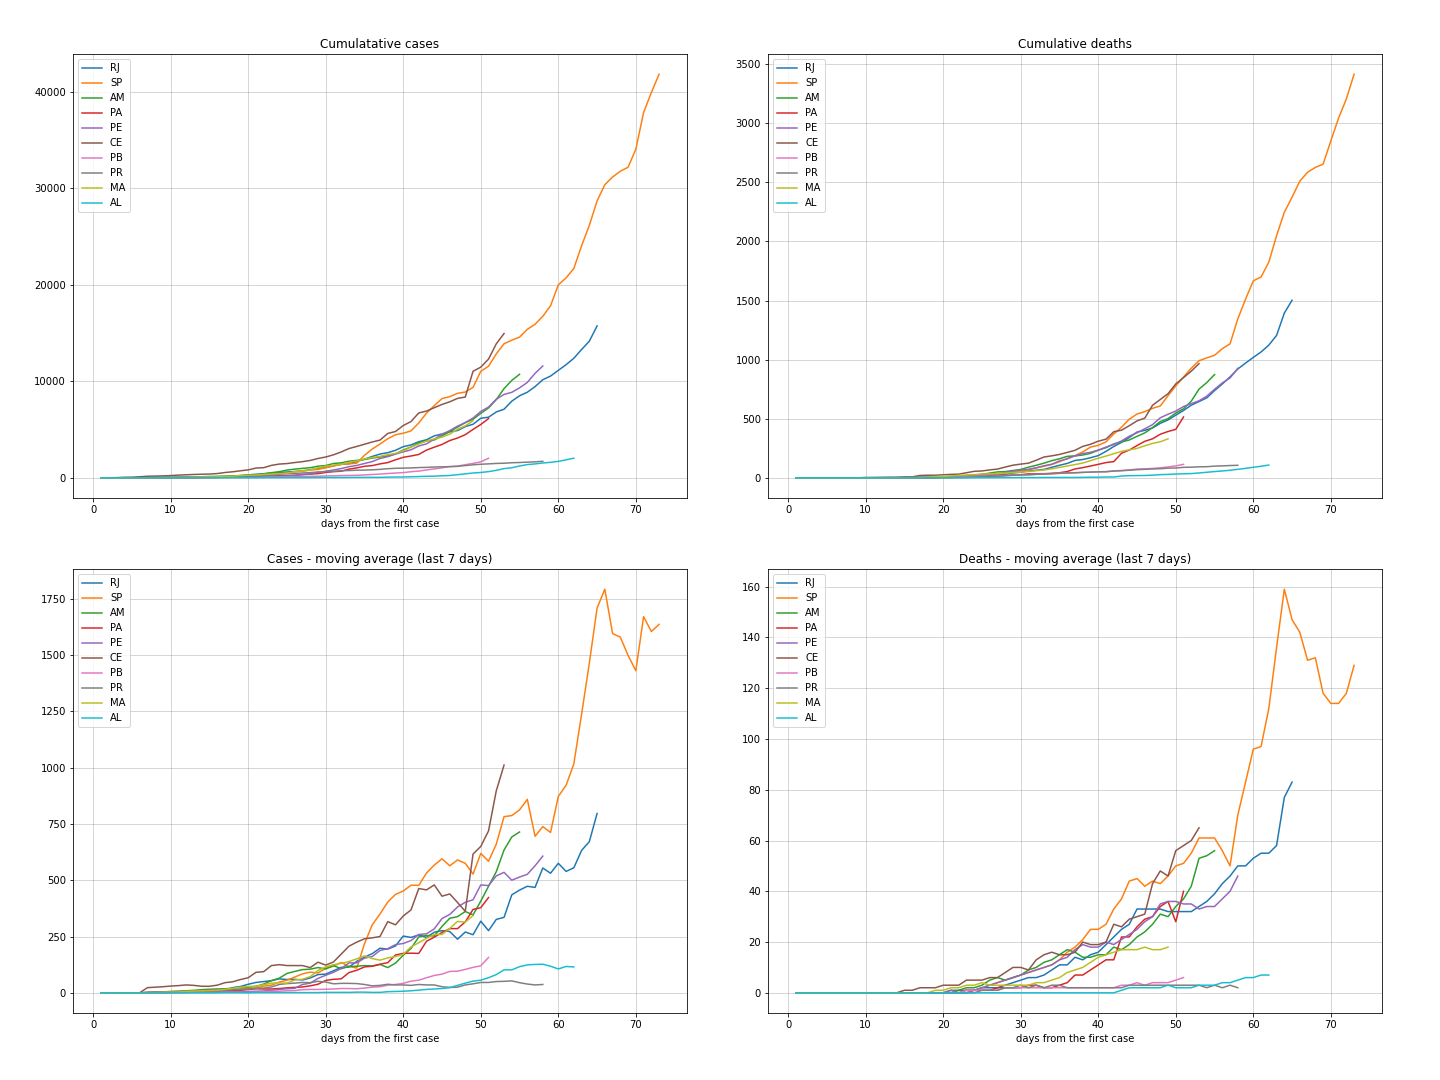 Cumulatative cases
RJ
SP
AM
PA
PE
CE
PB
PR
MA
AL
40000
30000
20000
10000
0
0 10 20 30 40 50 60 70
days from the first case
Cumulative deaths
RJ
SP
AM
PA
PE
CE
PB
PR
MA
AL
3500
3000
2500
2000
1500
1000
500
0
0 10 20 30 40 50 60 70
days from the first case
Cases - moving average (last 7 days)
RJ
SP
AM
PA
PE
CE
PB
PR
MA
AL
1750
1500
1250
1000
750
500
250
0
0 10 20 30 40 50 60 70
days from the first case
Deaths - moving average (last 7 days)
RJ
SP
AM
PA
PE
CE
PB
PR
MA
AL
160
140
120
100
80
60
40
20
0
0 10 20 30 40 50 60 70
days from the first case